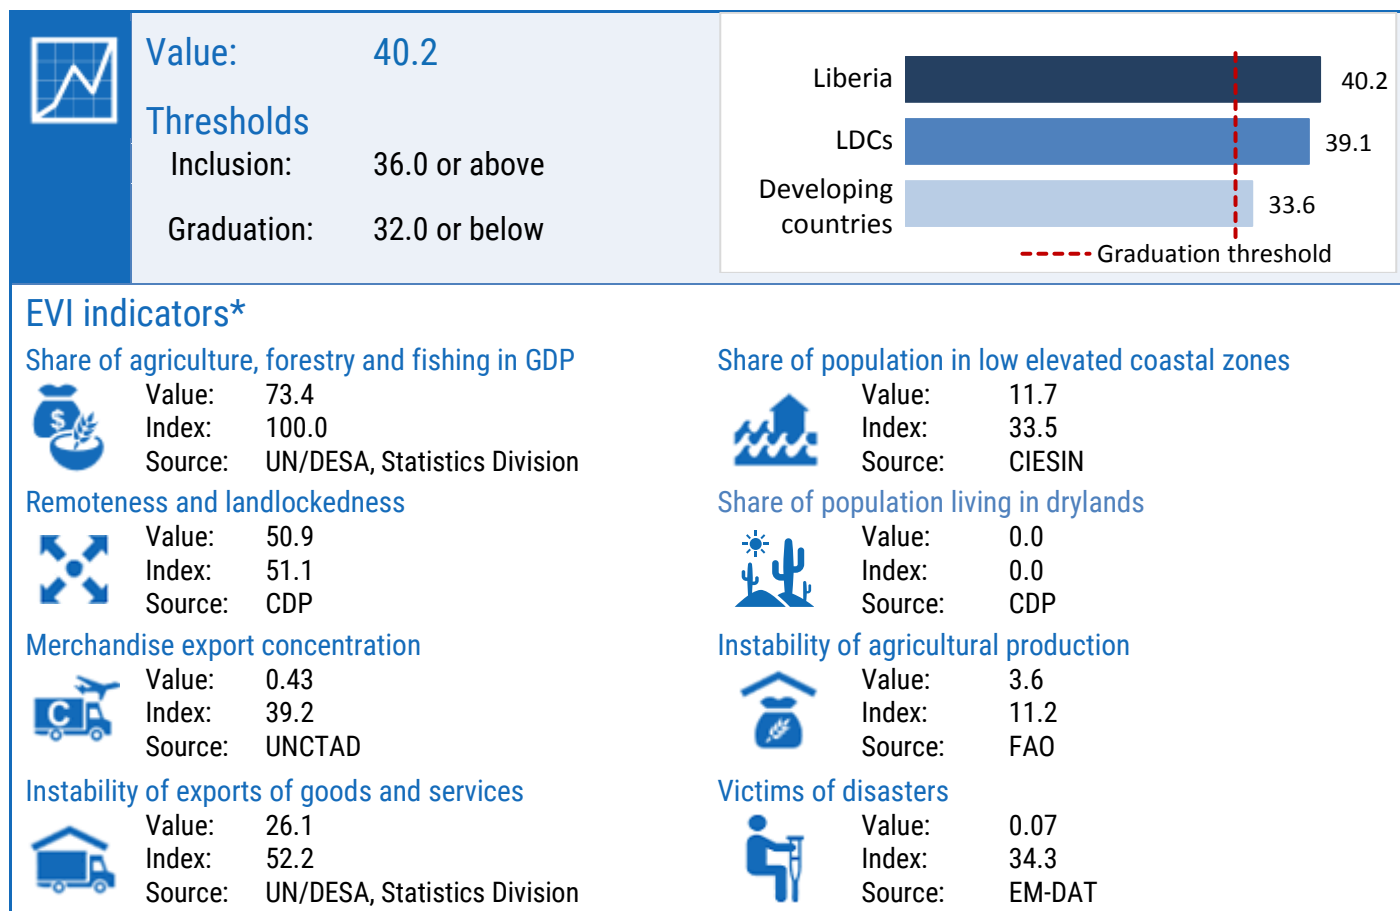 Value: 40.2
Thresholds
Inclusion: 36.0 or above
Graduation: 32.0 or below
Liberia 40.2
LDCs 39.1
Developing
countries 33.6
Graduation threshold
EVI indicators*
Share of agriculture, forestry and fishing in GDP
$
Value: 73.4
Index: 100.0
Source: UN/DESA, Statistics Division
Remoteness and landlockedness
Value: 50.9
Index: 51.1
Source: CDP
Merchandise export concentration
C
Value: 0.43
Index: 39.2
Source: UNCTAD
Instability of exports of goods and services
Value: 26.1
Index: 52.2
Source: UN/DESA, Statistics Division
Share of population in low elevated coastal zones
Value: 11.7
Index: 33.5
Source: CIESIN
Share of population living in drylands
Value: 0.0
Index: 0.0
Source: CDP
Instability of agricultural production
Value: 3.6
Index: 11.2
Source: FAO
Victims of disasters
Value: 0.07
Index: 34.3
Source: EM-DAT